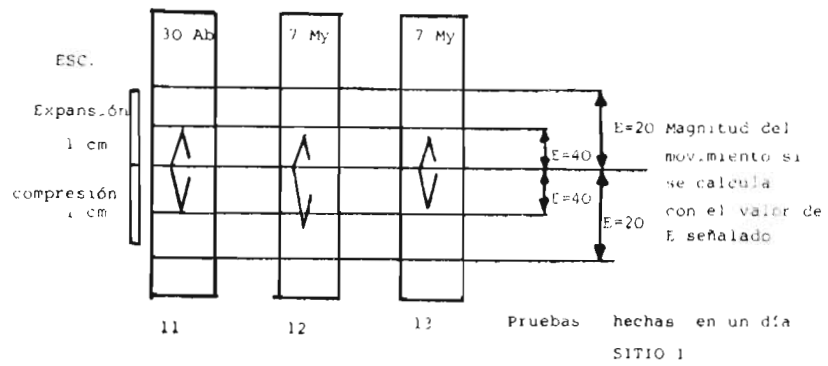 30 Ab
7 My
7 My
ESC.
Expansión
1 cm
compresión
1 cm
E=40
E=40
E=20
E=20
Magnitud del
movimiento si
se calcula
con el valor de
E señalado
11
12
13
Pruebas hechas en un día
SITIO 1